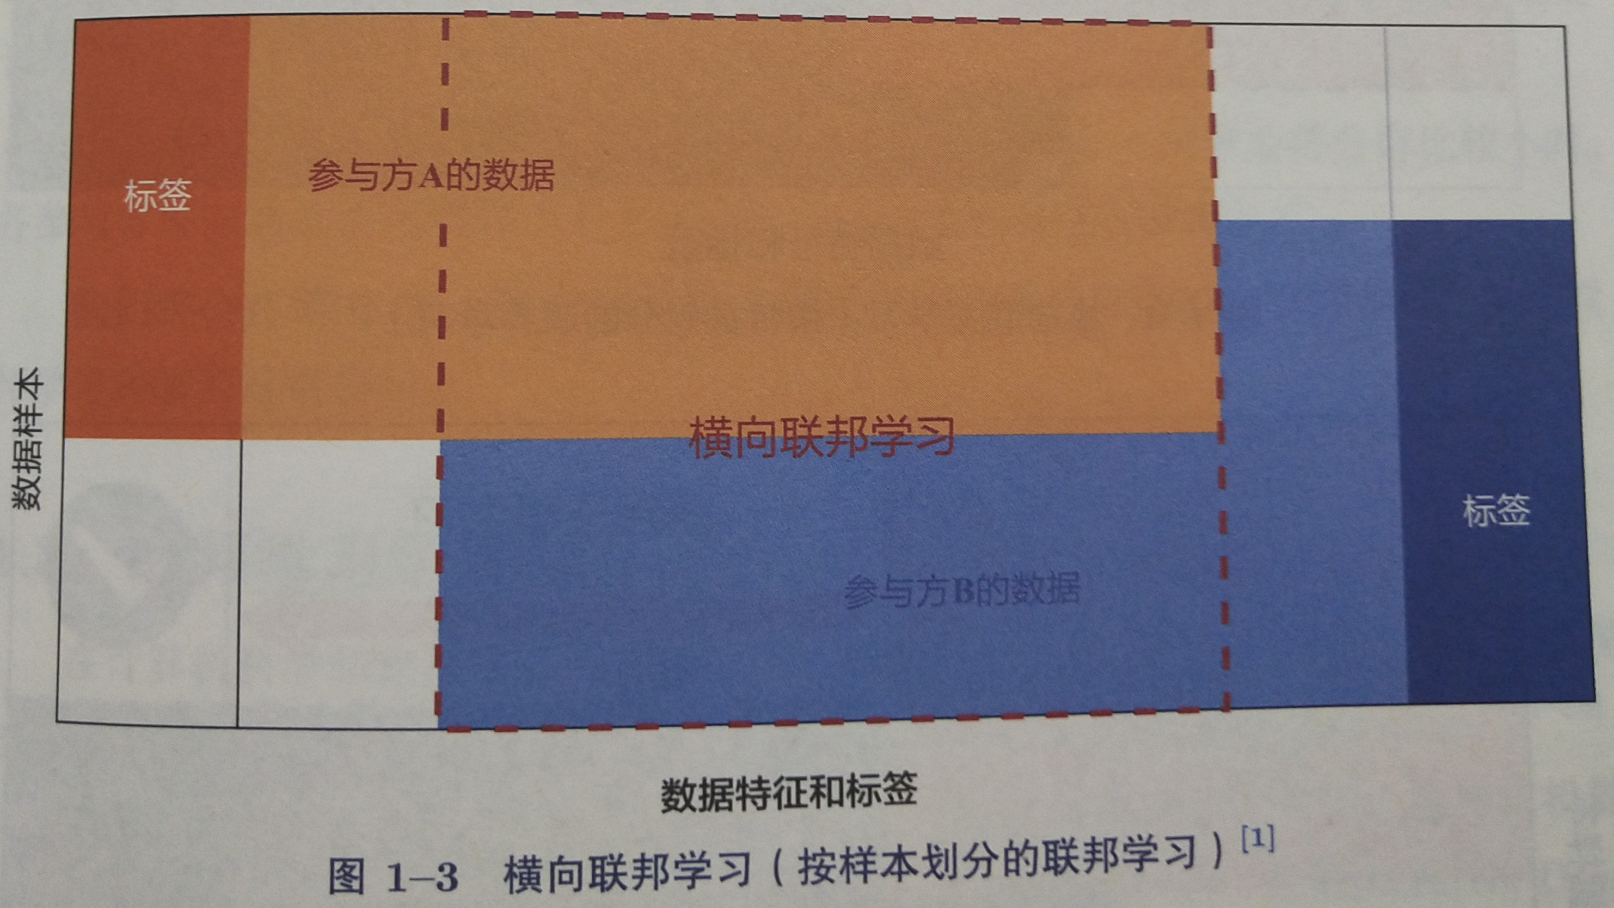 标签
参与方A的数据
横向联邦学习
标签
参与方B的数据
数据样本
数据特征和标签
图 1-3 横向联邦学习（按样本划分的联邦学习）[1]